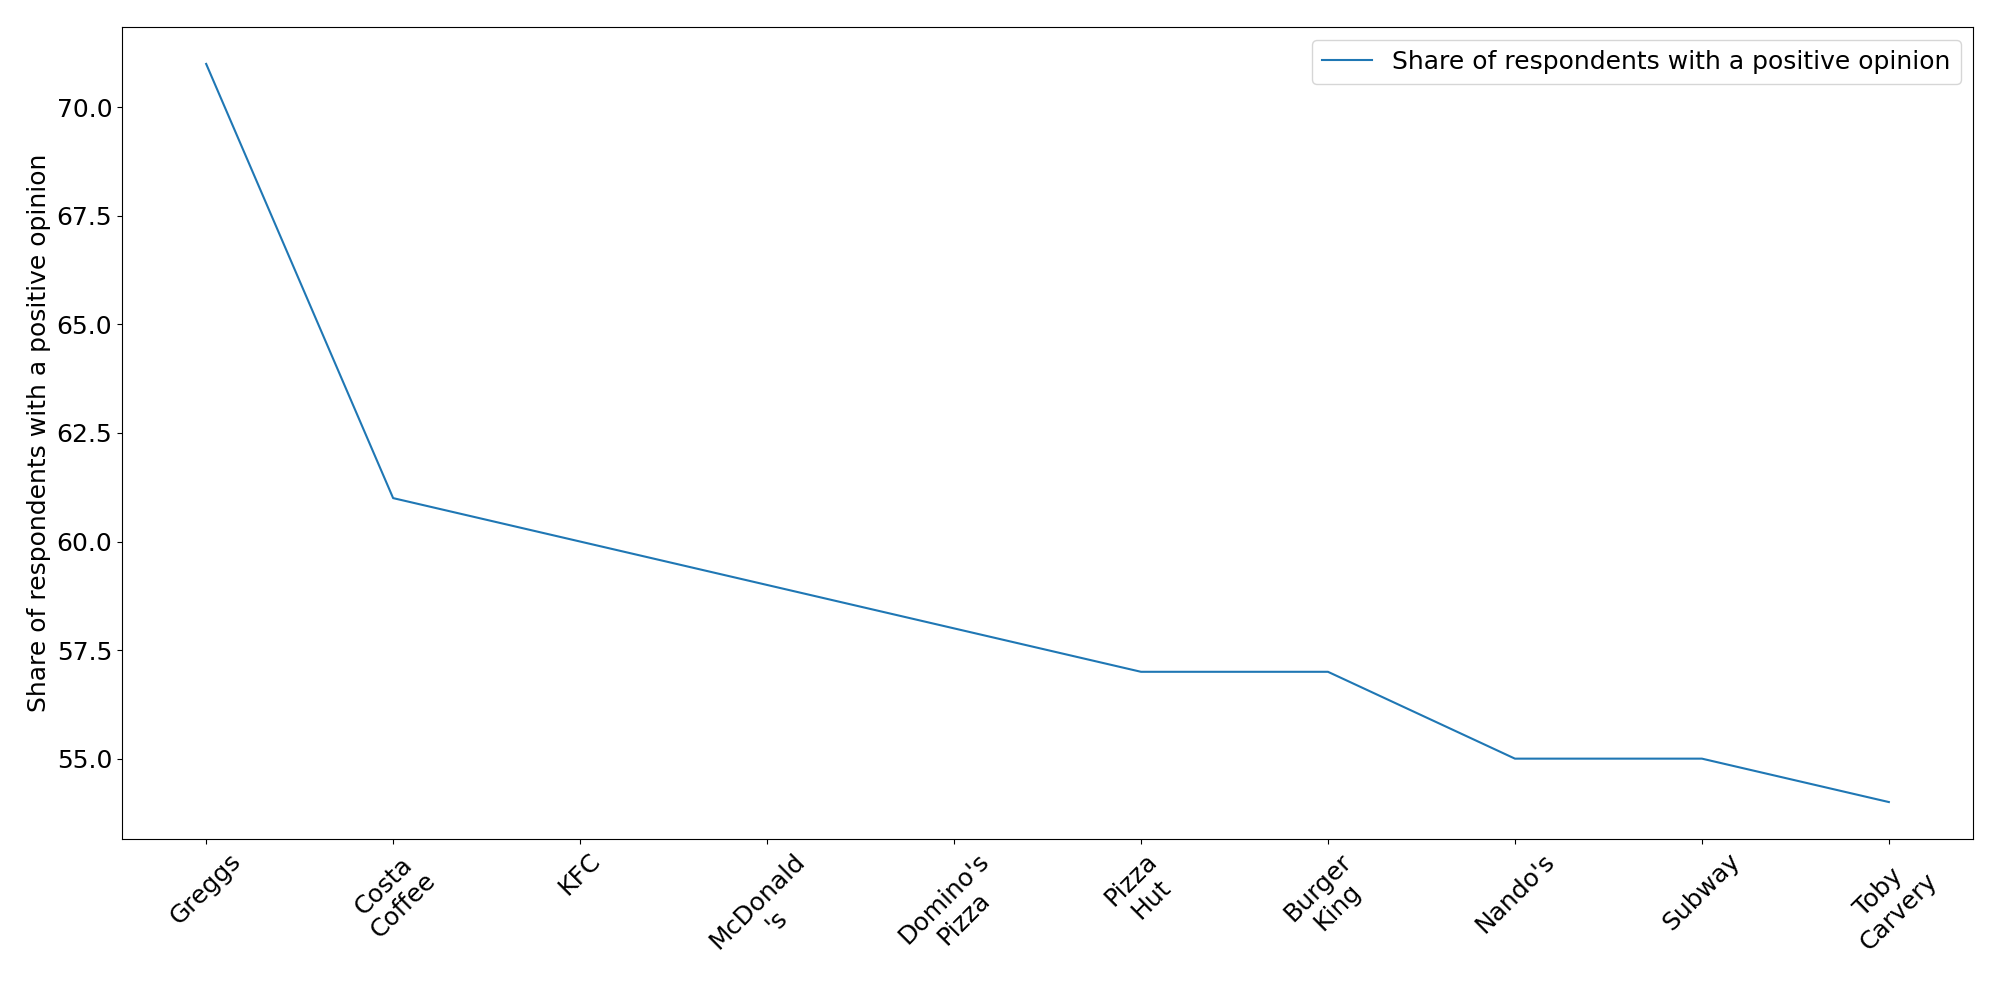 Share of respondents with a positive opinion
Share of respondents with a positive opinion
70.0
67.5
65.0
62.5
60.0
57.5
55.0
Greggs
Costa
Coffee
KFC
McDonald
's
Domino's
Pizza
Pizza
Hut
Burger
King
Nando's
Subway
Toby
Carvery